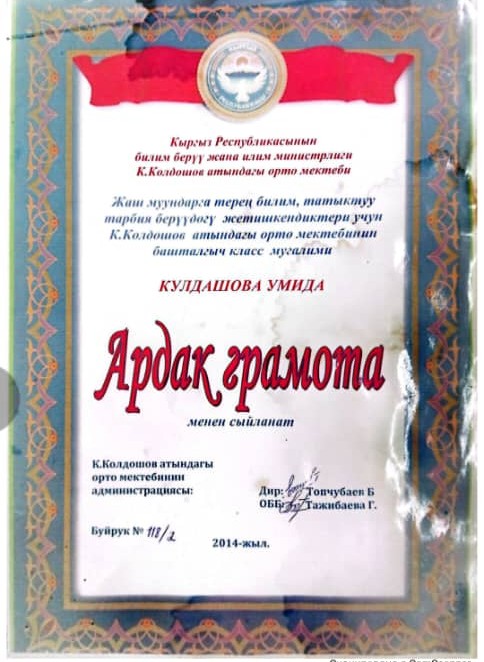 КЫРГЫЗ
РЕСПУБЛИКАСЫ
Кыргыз Республикасынын
билим берүү жана илим министрлиги
К.Колдошов атындагы орто мектеби
Жаш муундарга терең билим, татыктуу
тарбия берүүдөгү жетишкендиктери үчүн
К.Колдошов атындагы орто мектебинин
башталгыч класс мугалими
КУЛДАШОВА УМИДА
Ардак грамота
менен сыйланат
К.Колдошов атындагы
орто мектебинин
администрациясы:
Дир: Топчубаев Б
ОББ: Тажибаева Г.
Буйрук № 118/2
2014-жыл.